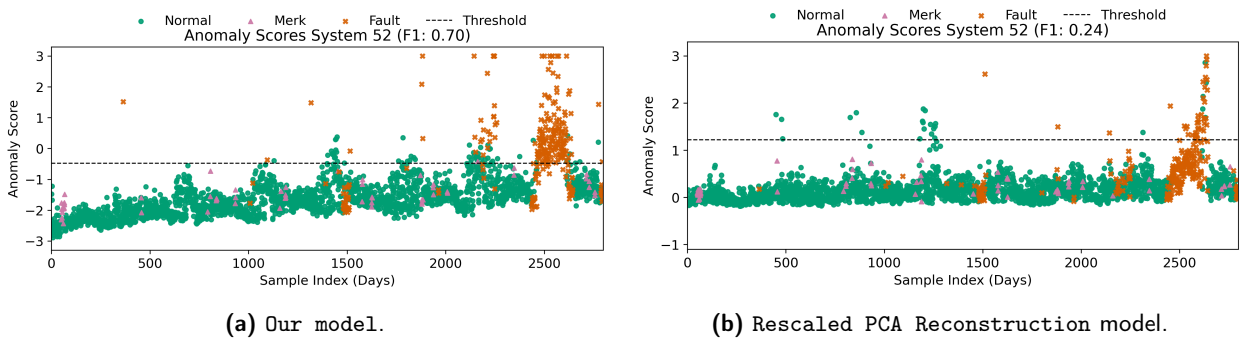 Normal Merk Fault Threshold
Anomaly Scores System 52 (F1: 0.70)
3
2
1
0
−1
−2
−3
Anomaly Score
0 500 1000 1500 2000 2500
Sample Index (Days)
(a) Our model.
Normal Merk Fault Threshold
Anomaly Scores System 52 (F1: 0.24)
3
2
1
0
−1
Anomaly Score
0 500 1000 1500 2000 2500
Sample Index (Days)
(b) Rescaled PCA Reconstruction model.